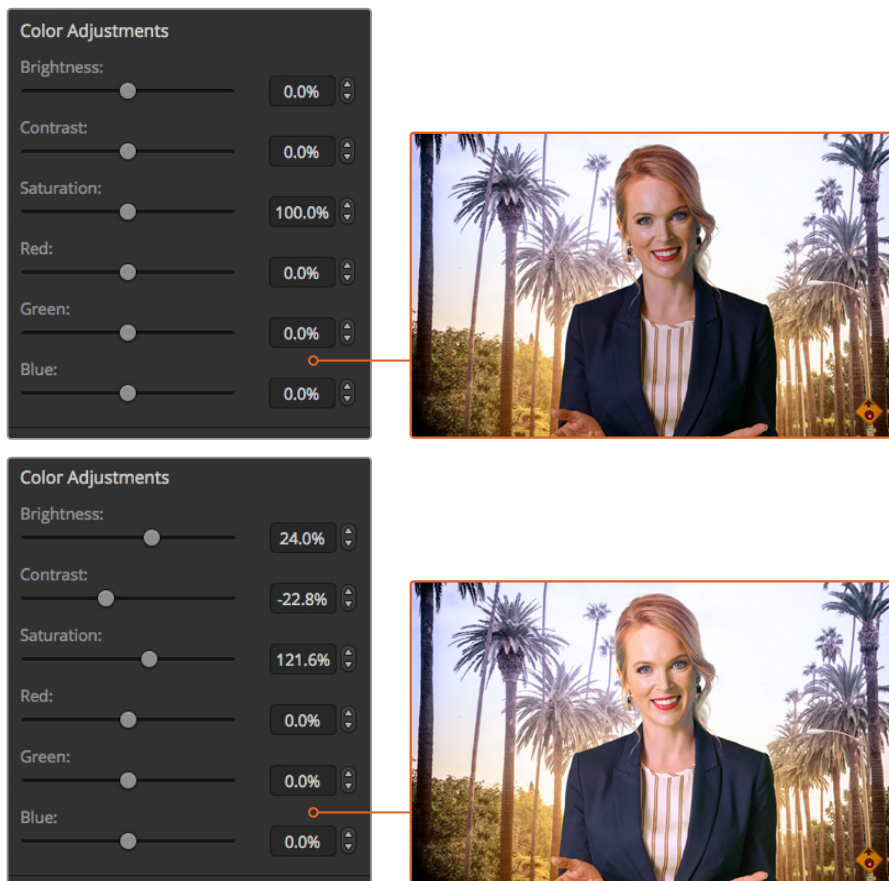 Color Adjustments
Brightness:
0.0%
Contrast:
0.0%
Saturation:
100.0%
Red:
0.0%
Green:
0.0%
Blue:
0.0%
Color Adjustments
Brightness:
24.0%
Contrast:
-22.8%
Saturation:
121.6%
Red:
0.0%
Green:
0.0%
Blue:
0.0%